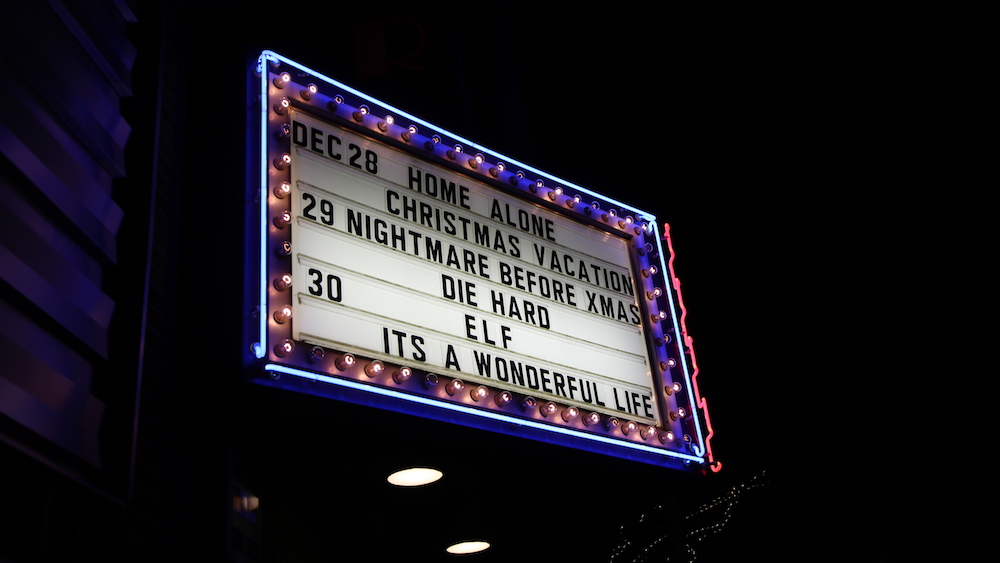 DEC 28 HOME ALONE
CHRISTMAS VACATION
29 NIGHTMARE BEFORE XMAS
30 DIE HARD
ELF
ITS A WONDERFUL LIFE